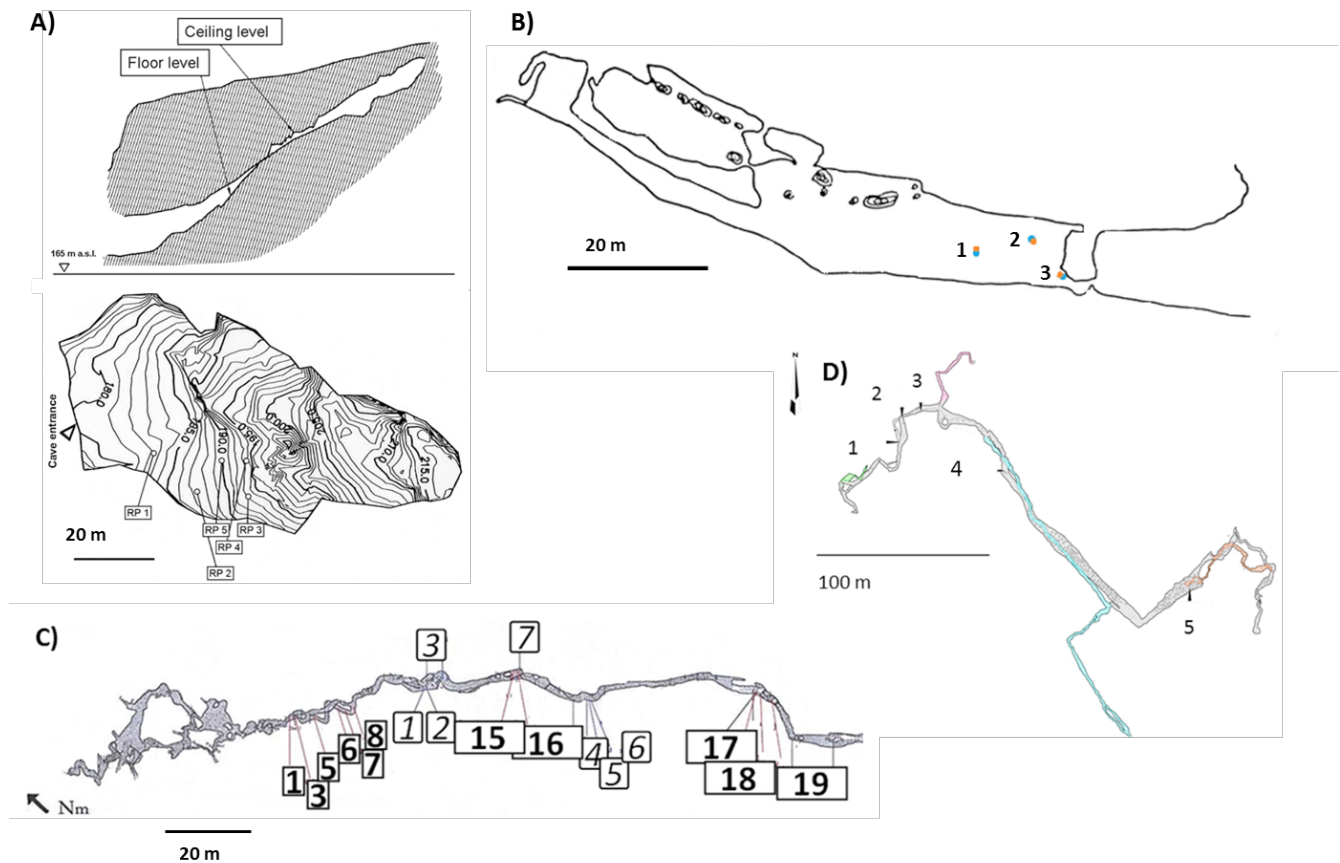 A)
Ceiling level
Floor level
165 m a.s.l.
Cave entrance
180.0
185.0
190.0
195.0
200.0
205.0
210.0
215.0
RP 1
RP 5
RP 3
RP 4
RP 2
20 m
B)
20 m
1
2
3
C)
3
7
1
2
15
16
4
5
6
17
18
19
8
6
7
5
1
3
Nm
20 m
N
D)
3
2
1
4
100 m
5